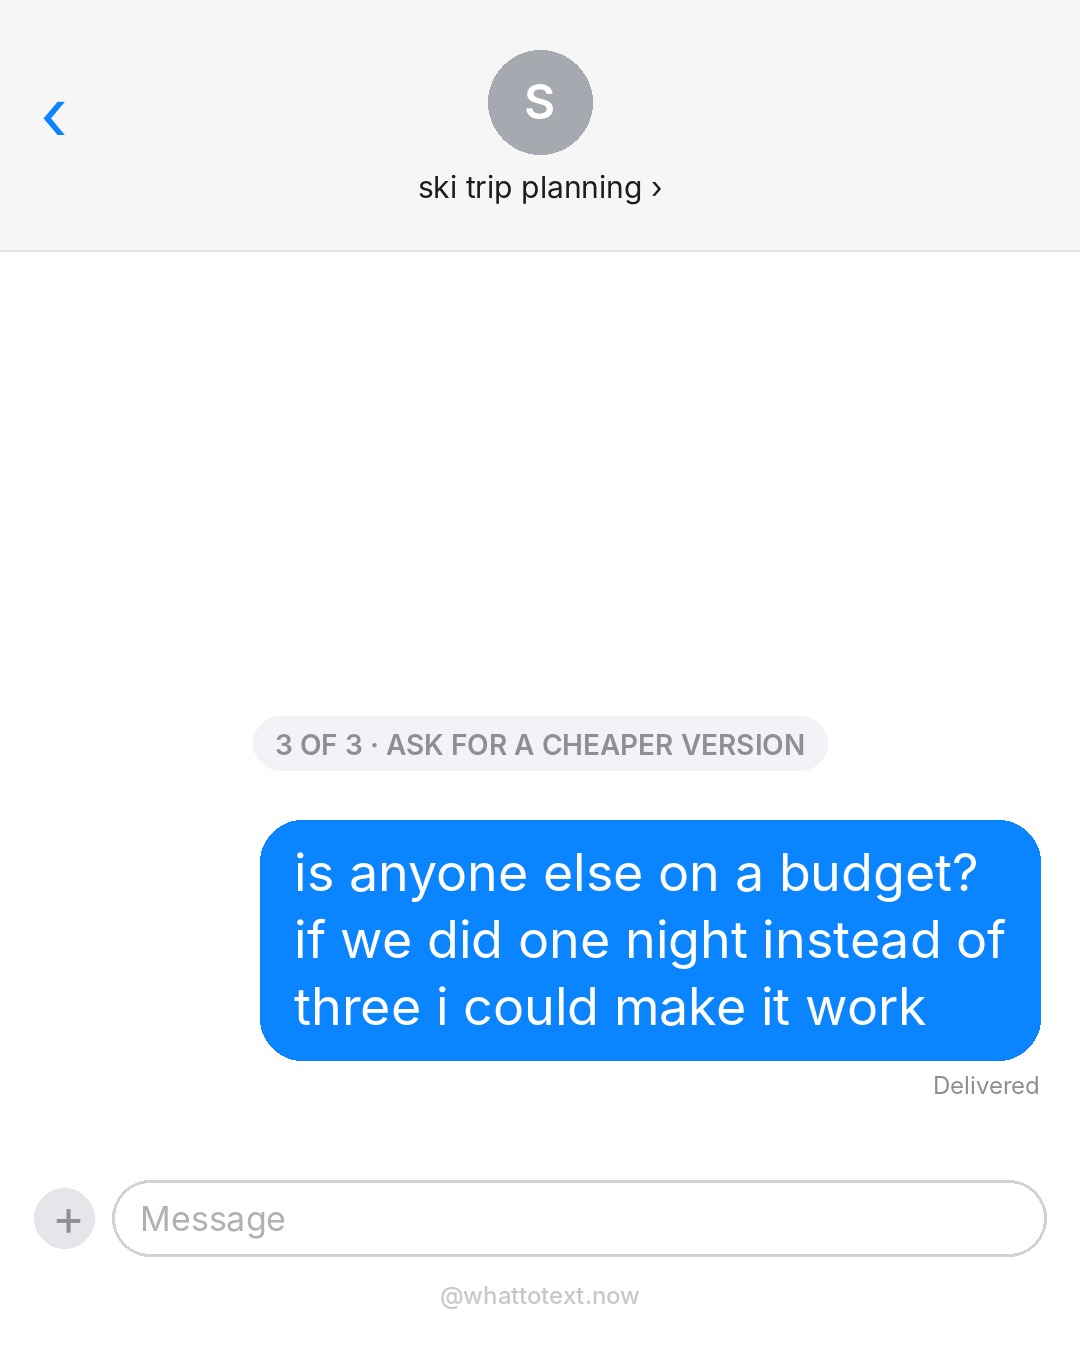 S
ski trip planning ›
3 OF 3 · ASK FOR A CHEAPER VERSION
is anyone else on a budget?
if we did one night instead of
three i could make it work
Delivered
+ Message
@whattotext.now